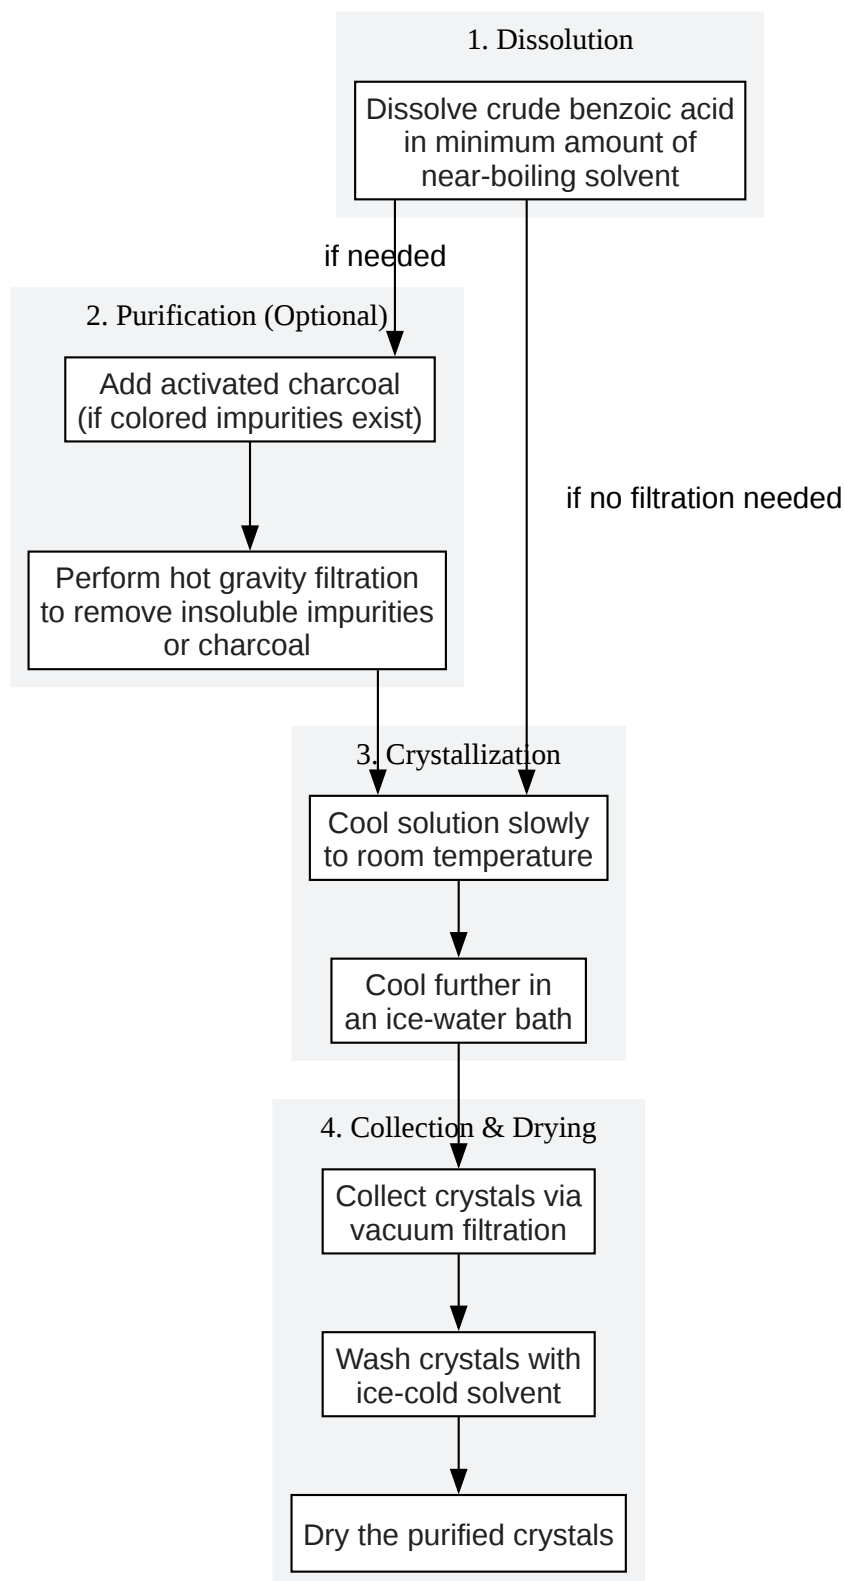 1. Dissolution
Dissolve crude benzoic acid
in minimum amount of
near-boiling solvent
if needed
2. Purification (Optional)
Add activated charcoal
(if colored impurities exist)
if no filtration needed
Perform hot gravity filtration
to remove insoluble impurities
or charcoal
3. Crystallization
Cool solution slowly
to room temperature
Cool further in
an ice-water bath
4. Collection & Drying
Collect crystals via
vacuum filtration
Wash crystals with
ice-cold solvent
Dry the purified crystals